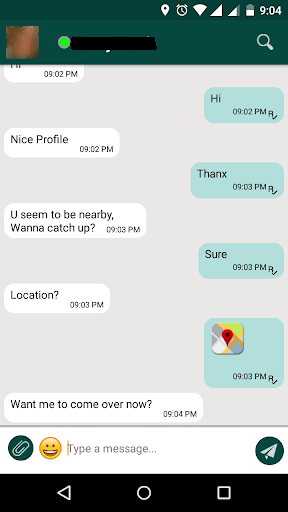 9:04
Hi
09:02 PM
Hi
09:02 PM R
Nice Profile
09:02 PM
Thanx
09:03 PM R
U seem to be nearby,
Wanna catch up? 09:03 PM
Sure
09:03 PM R
Location?
09:03 PM
09:03 PM R
Want me to come over now?
09:04 PM
Type a message...